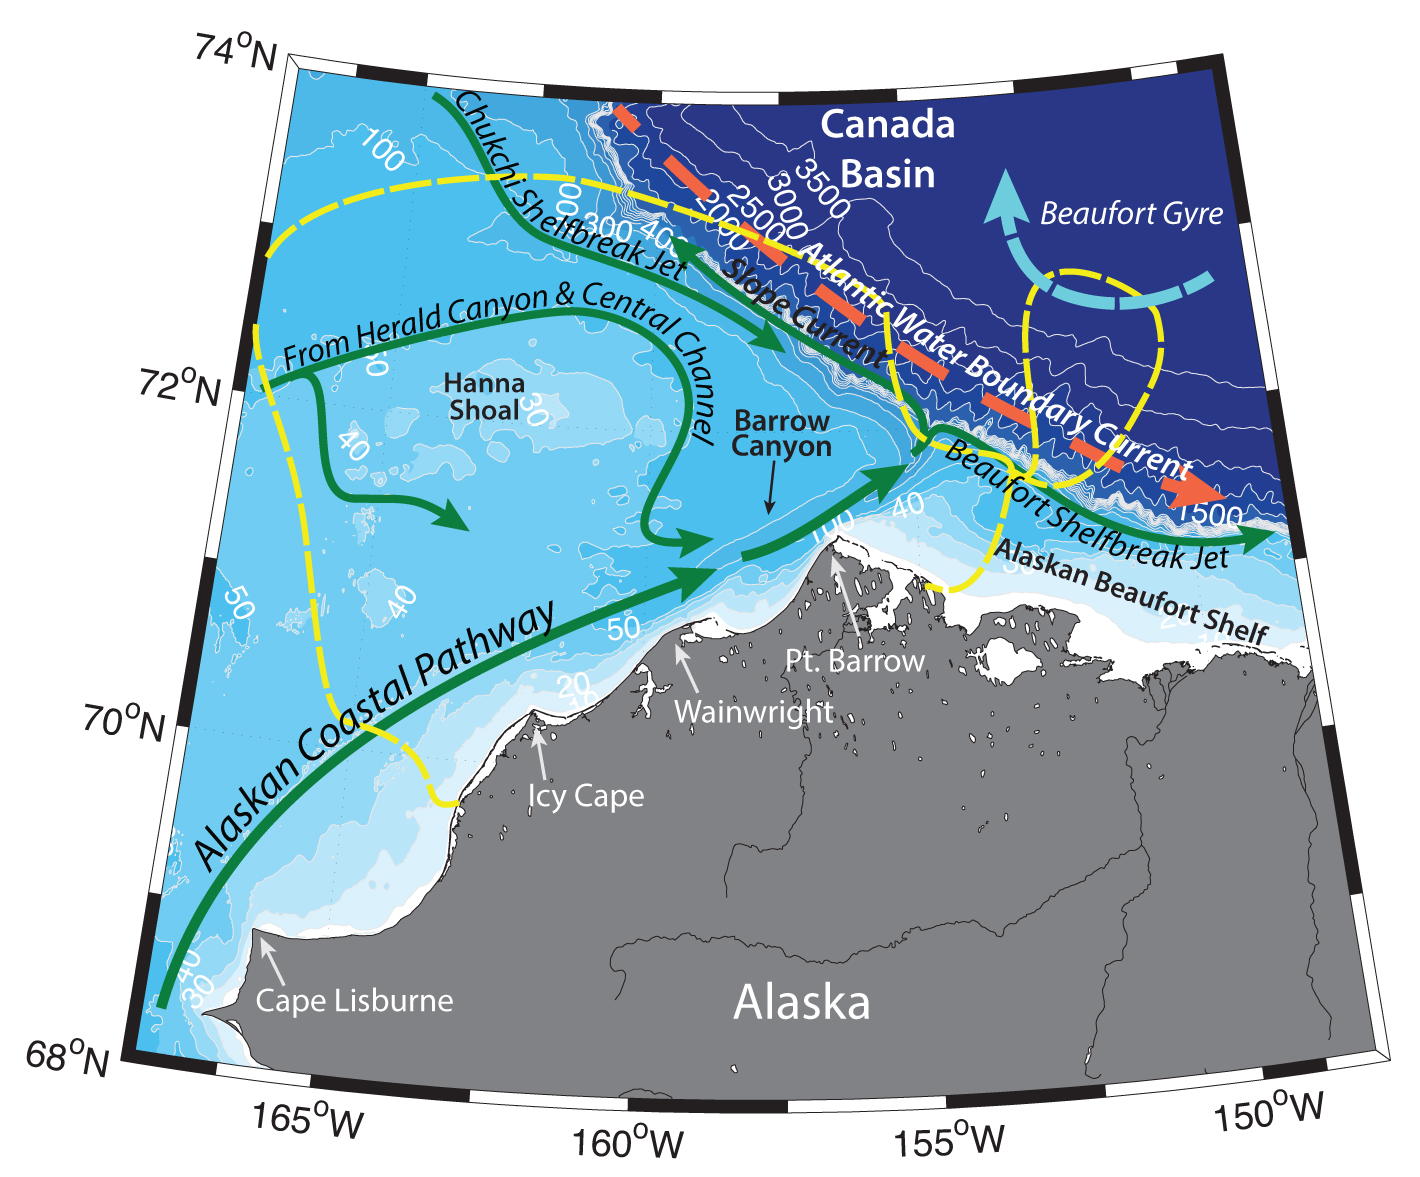 74°N
Canada
Basin
Chukchi Shelfbreak Jet
100
3500
3000
2500
2000
Beaufort Gyre
300
400
Atlantic Water Boundary Current
Slope Current
From Herald Canyon & Central Channel
50
72°N
Hanna
Shoal
30
Barrow
Canyon
40
Beaufort Shelfbreak Jet
40
100
1500
Alaskan Beaufort Shelf
50
40
50
Alaskan Coastal Pathway
Pt. Barrow
20
Wainwright
70°N
Icy Cape
40
30
Cape Lisburne
Alaska
68°N
165°W
160°W
155°W
150°W